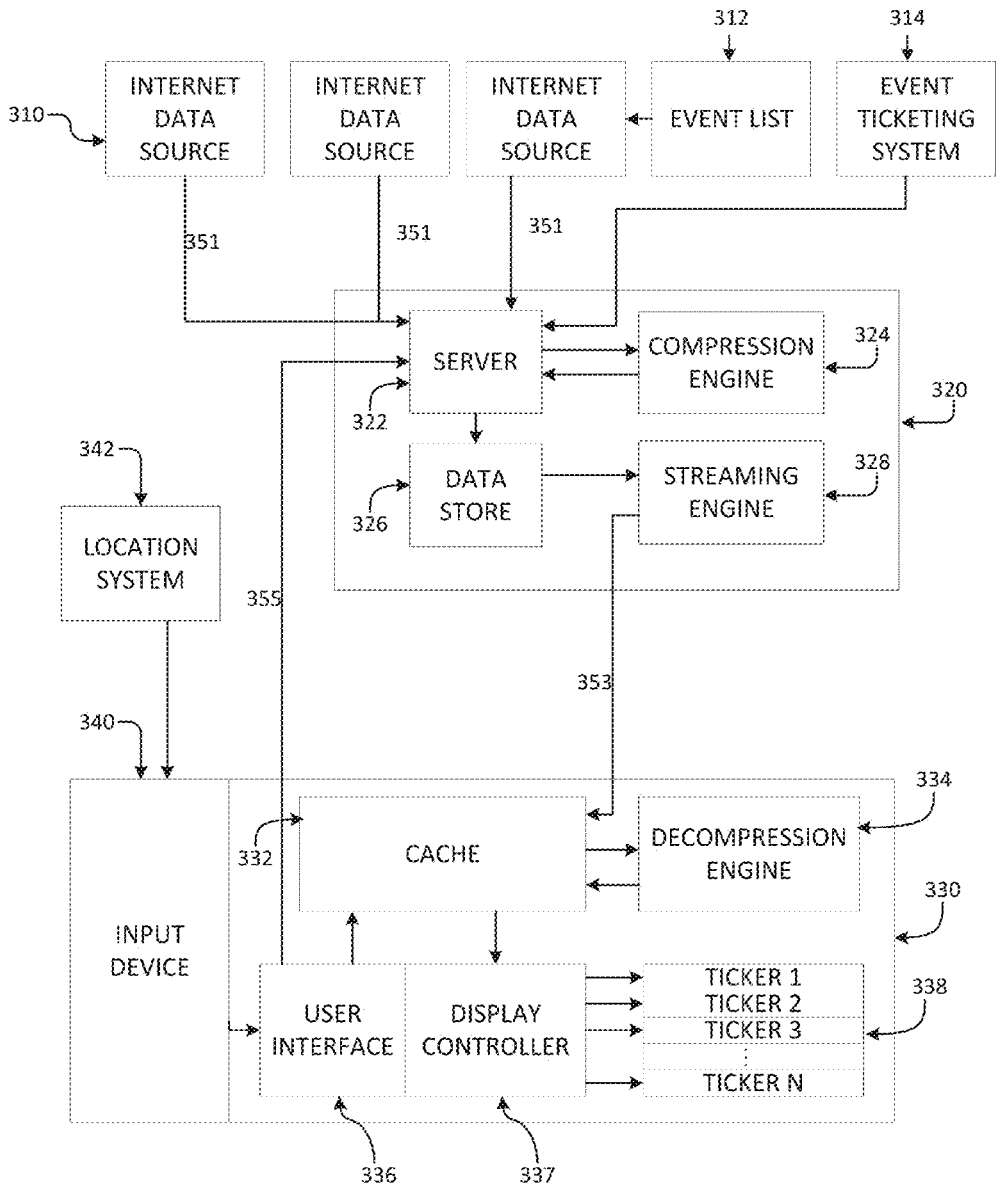 312
314
INTERNET
DATA
SOURCE
INTERNET
DATA
SOURCE
INTERNET
DATA
SOURCE
EVENT LIST
EVENT
TICKETING
SYSTEM
310
351
351
351
SERVER
COMPRESSION
ENGINE
324
322
320
342
DATA
STORE
STREAMING
ENGINE
328
326
LOCATION
SYSTEM
355
353
340
334
CACHE
DECOMPRESSION
ENGINE
332
330
INPUT
DEVICE
USER
INTERFACE
DISPLAY
CONTROLLER
TICKER 1
TICKER 2
TICKER 3
⋮
TICKER N
338
336
337